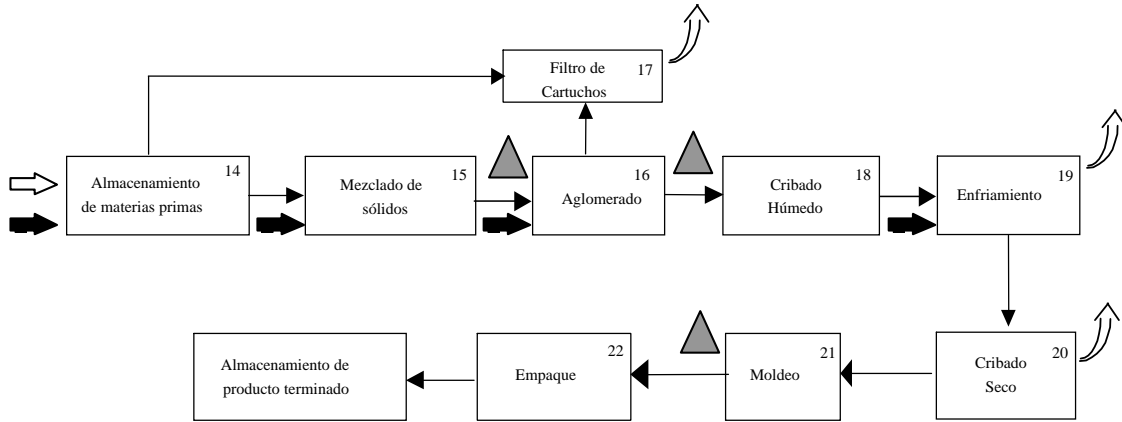 Filtro de
Cartuchos
17
Almacenamiento
de materias primas
14
Mezclado de
sólidos
15
Aglomerado
16
Cribado
Húmedo
18
Enfriamiento
19
Almacenamiento de
producto terminado
Empaque
22
Moldeo
21
Cribado
Seco
20